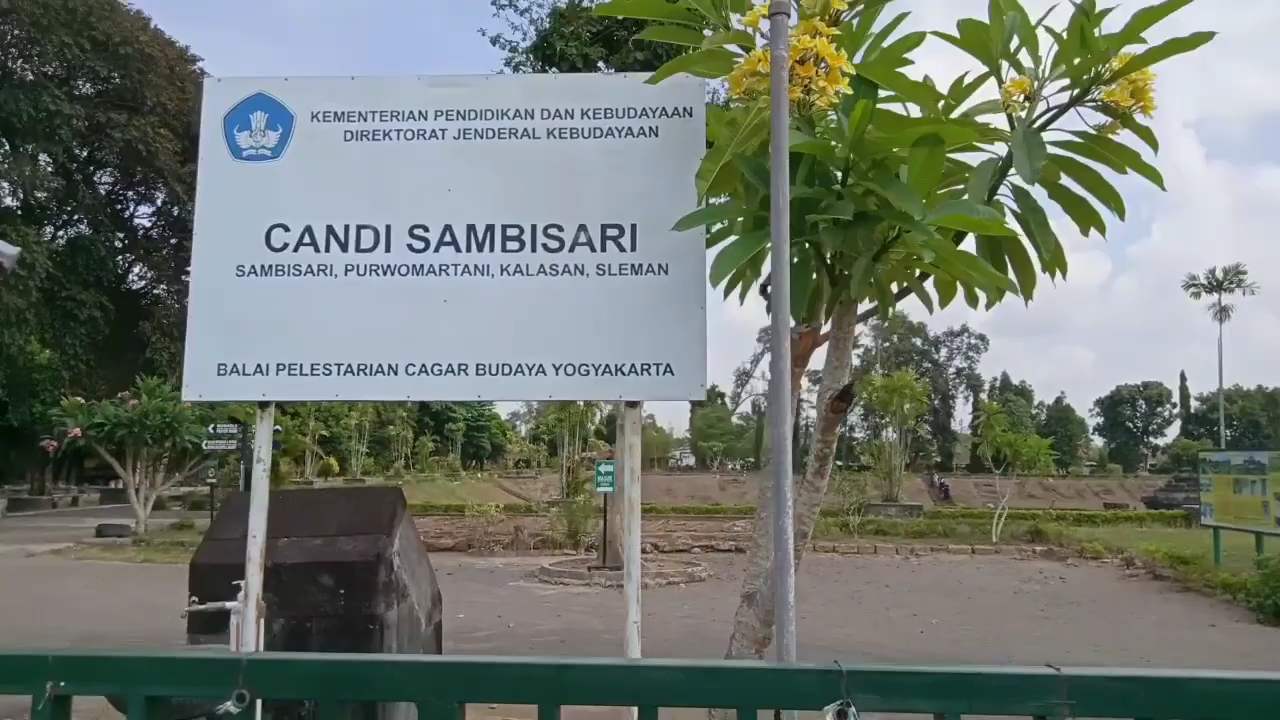 KEMENTERIAN PENDIDIKAN DAN KEBUDAYAAN
DIREKTORAT JENDERAL KEBUDAYAAN
CANDI SAMBISARI
SAMBISARI, PURWOMARTANI, KALASAN, SLEMAN
BALAI PELESTARIAN CAGAR BUDAYA YOGYAKARTA
MASUK